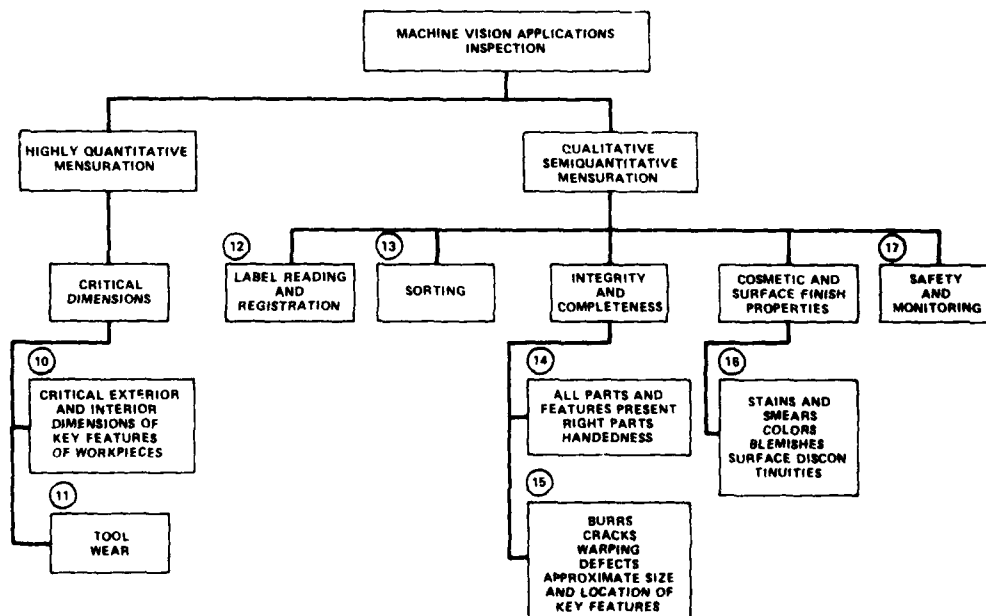 MACHINE VISION APPLICATIONS
INSPECTION
HIGHLY QUANTITATIVE
MENSURATION
QUALITATIVE
SEMIQUANTITATIVE
MENSURATION
CRITICAL
DIMENSIONS
12
LABEL READING
AND
REGISTRATION
13
SORTING
INTEGRITY
AND
COMPLETENESS
COSMETIC AND
SURFACE FINISH
PROPERTIES
17
SAFETY
AND
MONITORING
10
CRITICAL EXTERIOR
AND INTERIOR
DIMENSIONS OF
KEY FEATURES
OF WORKPIECES
11
TOOL
WEAR
14
ALL PARTS AND
FEATURES PRESENT
RIGHT PARTS
HANDEDNESS
15
BURRS
CRACKS
WARPING
DEFECTS
APPROXIMATE SIZE
AND LOCATION OF
KEY FEATURES
16
STAINS AND
SMEARS
COLORS
BLEMISHES
SURFACE DISCON
TINUITIES